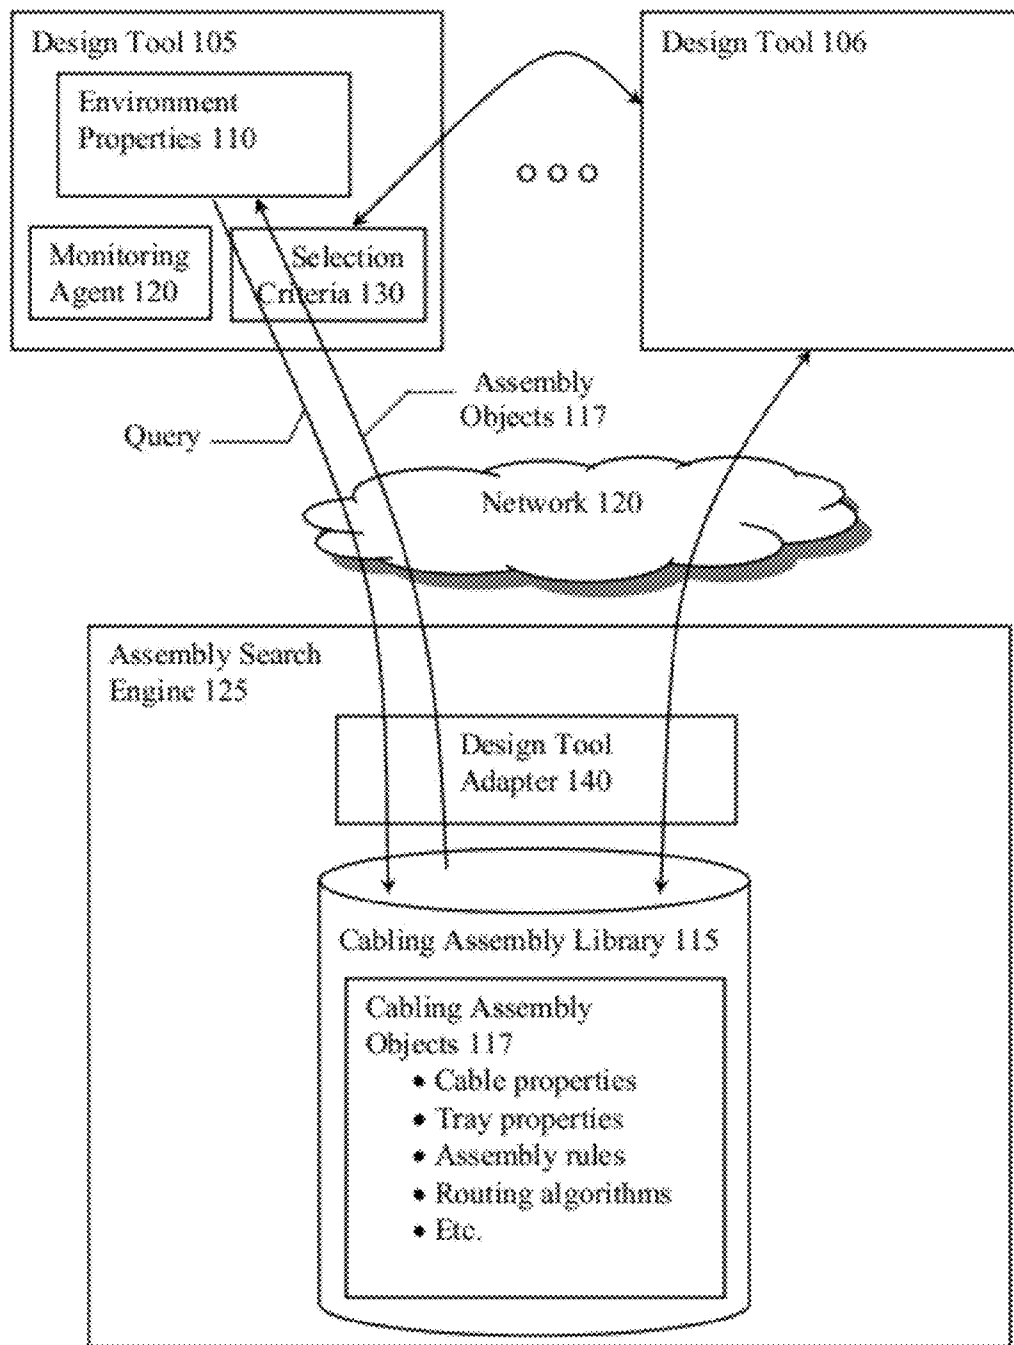 Design Tool 105
Environment
Properties 110
Monitoring
Agent 120
Selection
Criteria 130
Design Tool 106
Query
Assembly
Objects 117
Network 120
Assembly Search
Engine 125
Design Tool
Adapter 140
Cabling Assembly Library 115
Cabling Assembly
Objects 117
• Cable properties
• Tray properties
• Assembly rules
• Routing algorithms
• Etc.